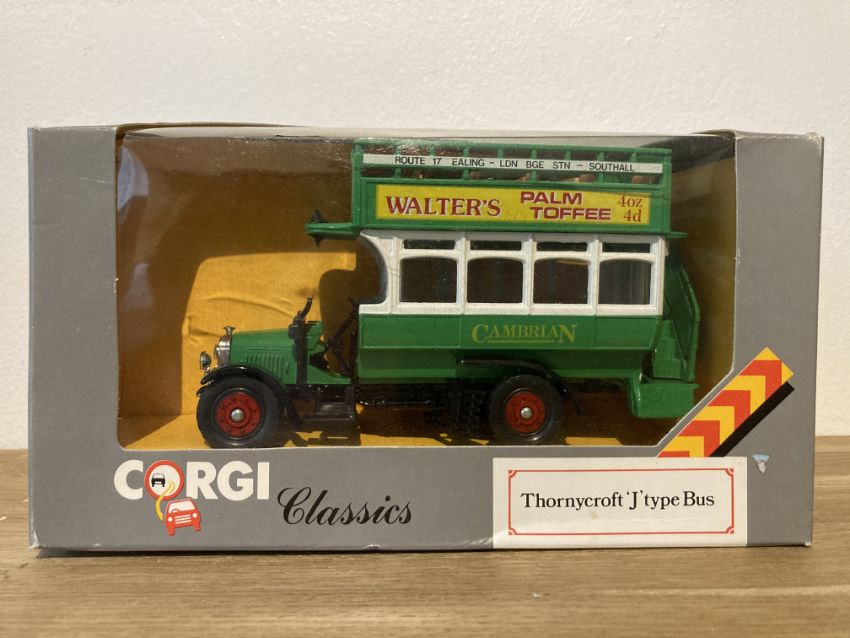 ROUTE 17 EALING - LDN BGE STN - SOUTHALL
WALTER'S PALM TOFFEE 4oz 4d
CAMBRIAN
CORGI Classics
Thornycroft 'J' type Bus